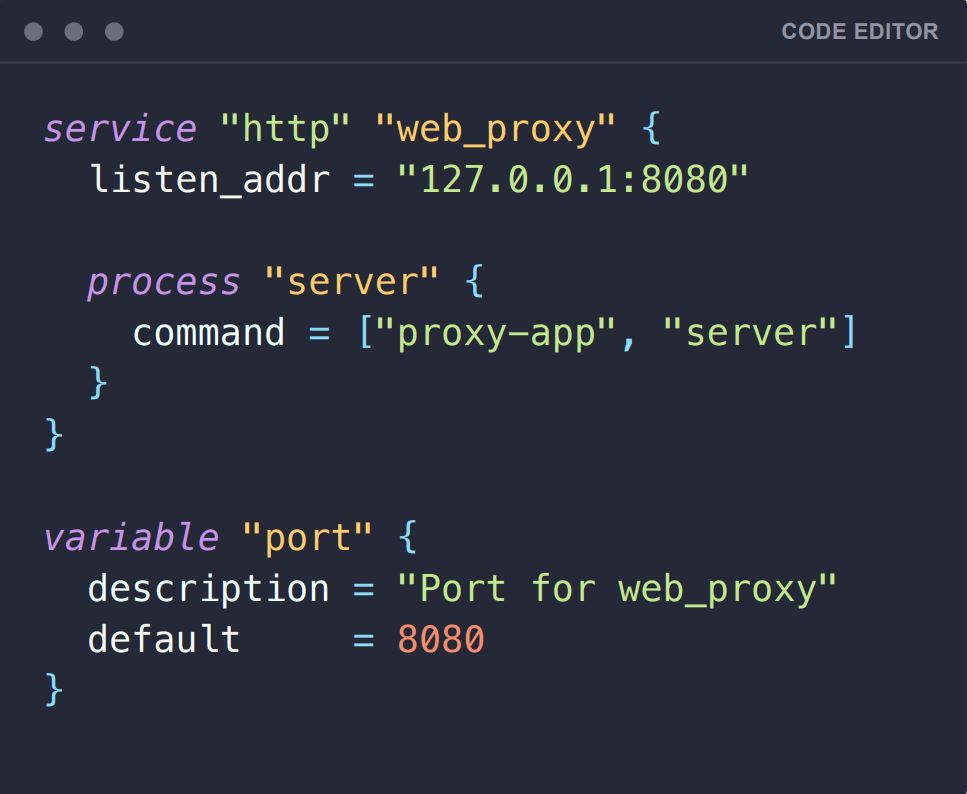 CODE EDITOR
service "http" "web_proxy" {
  listen_addr = "127.0.0.1:8080"

  process "server" {
    command = ["proxy-app", "server"]
  }
}

variable "port" {
  description = "Port for web_proxy"
  default     = 8080
}